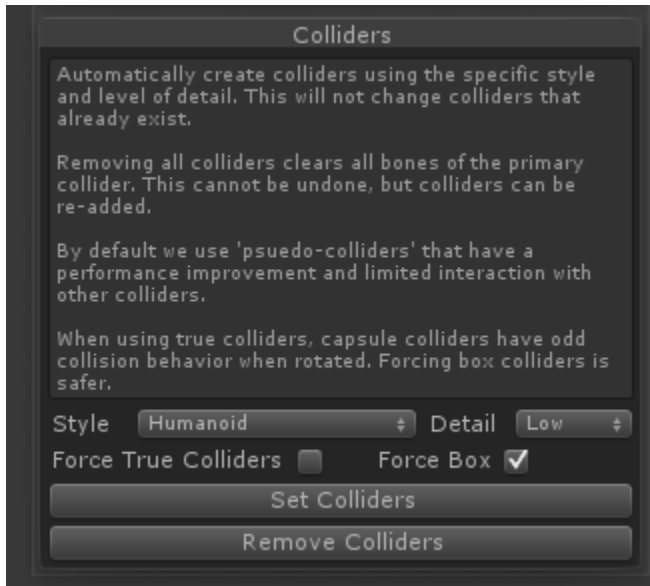 Colliders
Automatically create colliders using the specific style
and level of detail. This will not change colliders that
already exist.
Removing all colliders clears all bones of the primary
collider. This cannot be undone, but colliders can be
re-added.
By default we use 'psuedo-colliders' that have a
performance improvement and limited interaction with
other colliders.
When using true colliders, capsule colliders have odd
collision behavior when rotated. Forcing box colliders is
safer.
Style Humanoid Detail Low
Force True Colliders Force Box
Set Colliders
Remove Colliders